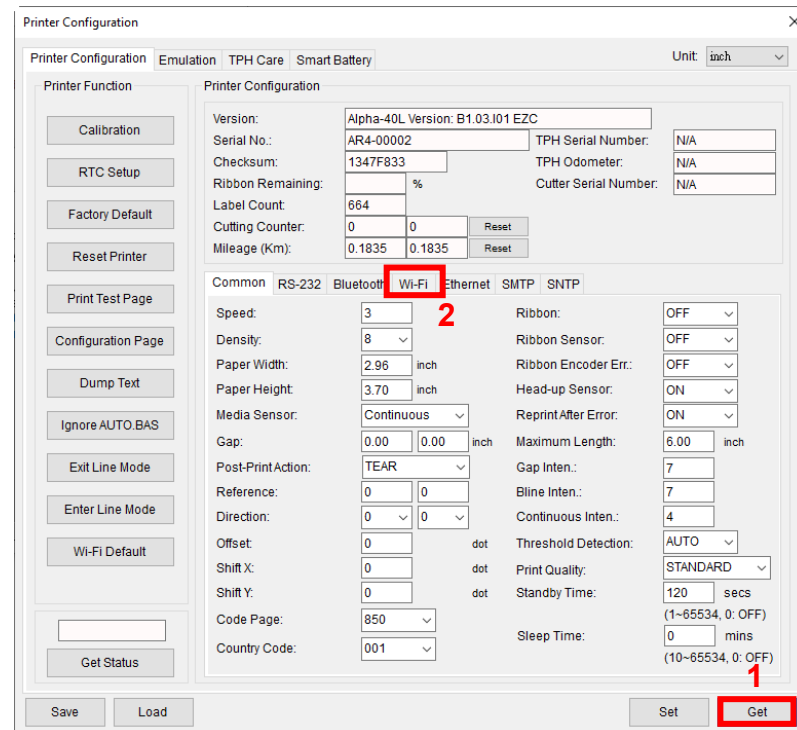 Printer Configuration
Printer Configuration Emulation TPH Care Smart Battery Unit: inch
Printer Function
Calibration
RTC Setup
Factory Default
Reset Printer
Print Test Page
Configuration Page
Dump Text
Ignore AUTO.BAS
Exit Line Mode
Enter Line Mode
Wi-Fi Default
Get Status
Printer Configuration
Version: Alpha-40L Version: B1.03.I01 EZC
Serial No.: AR4-00002 TPH Serial Number: N/A
Checksum: 1347F833 TPH Odometer: N/A
Ribbon Remaining: % Cutter Serial Number: N/A
Label Count: 664
Cutting Counter: 0 0 Reset
Mileage (Km): 0.1835 0.1835 Reset
Common RS-232 Bluetooth Wi-Fi Ethernet SMTP SNTP
2
Speed: 3 Ribbon: OFF
Density: 8 Ribbon Sensor: OFF
Paper Width: 2.96 inch Ribbon Encoder Err.: OFF
Paper Height: 3.70 inch Head-up Sensor: ON
Media Sensor: Continuous Reprint After Error: ON
Gap: 0.00 0.00 inch Maximum Length: 6.00 inch
Post-Print Action: TEAR Gap Inten.: 7
Reference: 0 0 Bline Inten.: 7
Direction: 0 0 Continuous Inten.: 4
Offset: 0 dot Threshold Detection: AUTO
Shift X: 0 dot Print Quality: STANDARD
Shift Y: 0 dot Standby Time: 120 secs
(1~65534, 0: OFF)
Code Page: 850
Sleep Time: 0 mins
Country Code: 001
(10~65534, 0: OFF)
1
Save Load Set Get